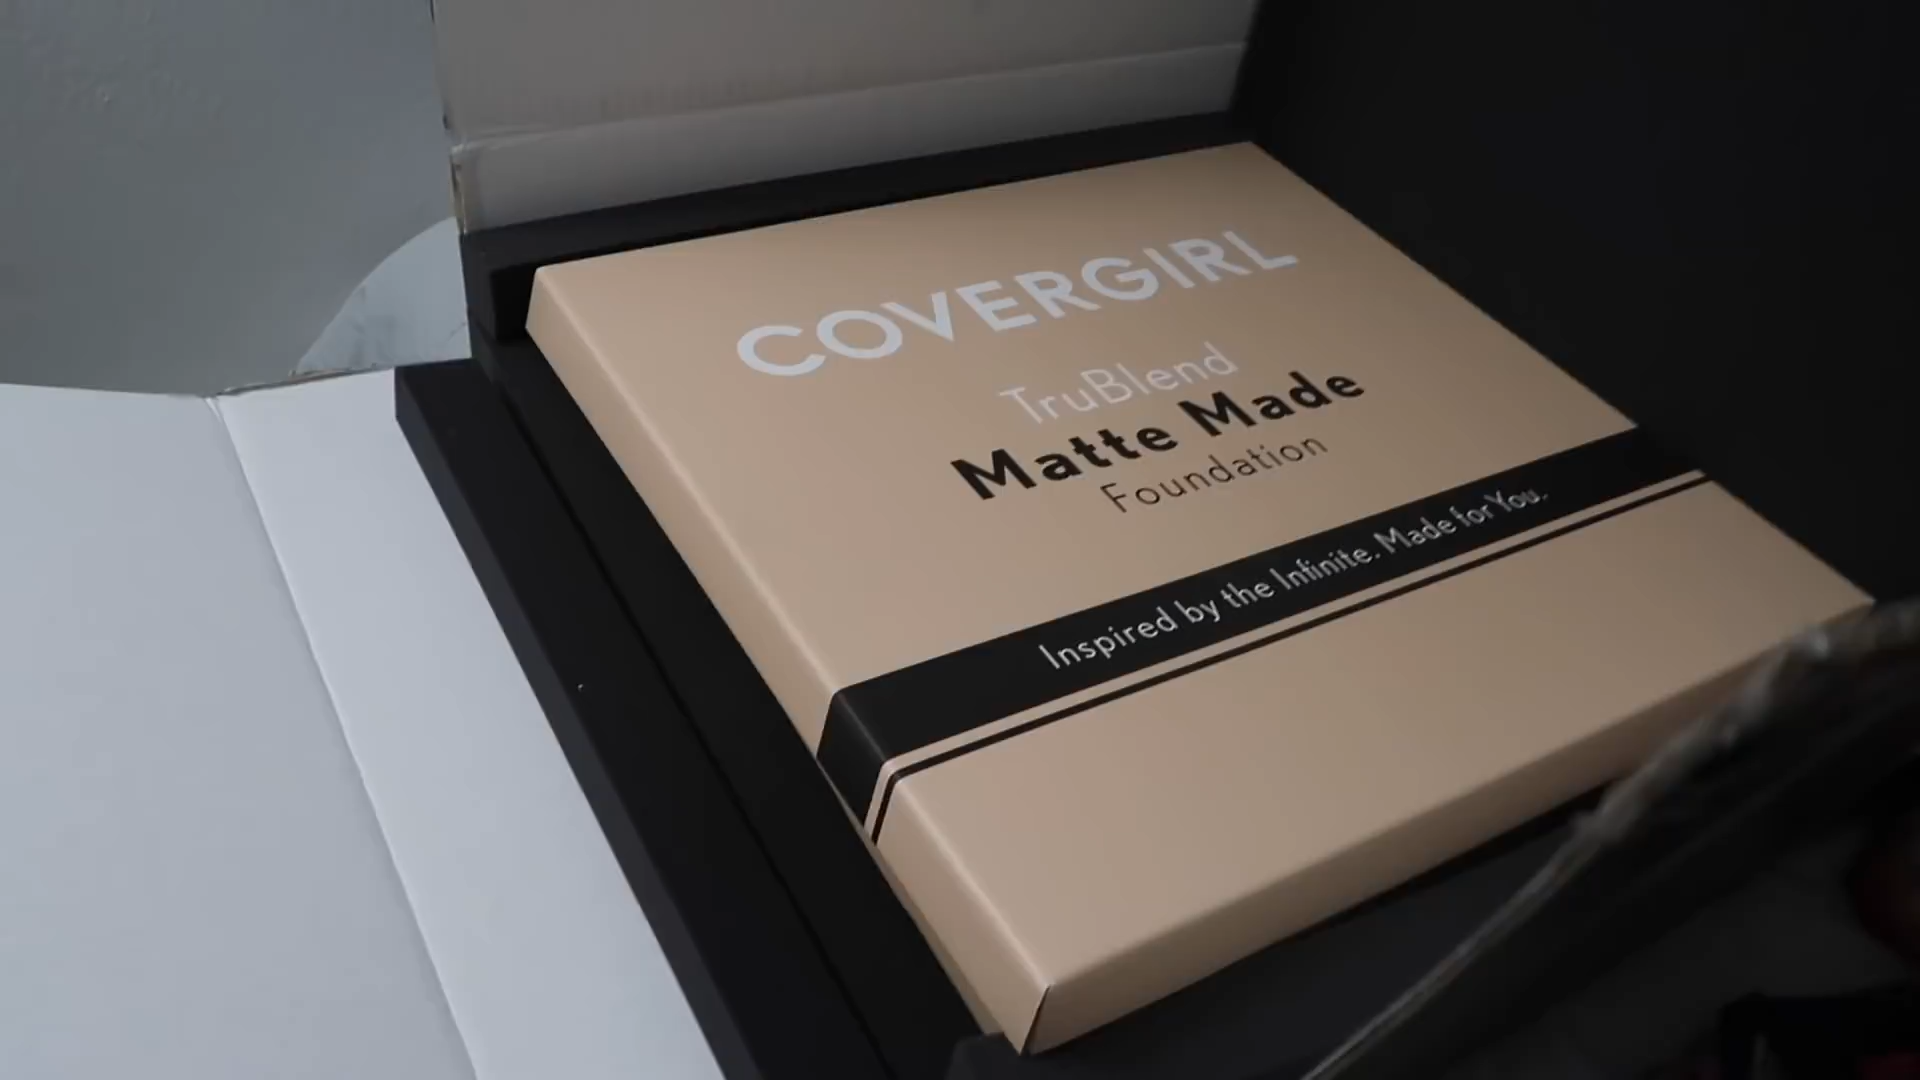 COVERGIRL
TruBlend
Matte Made
Foundation
Inspired by the Infinite. Made for You.